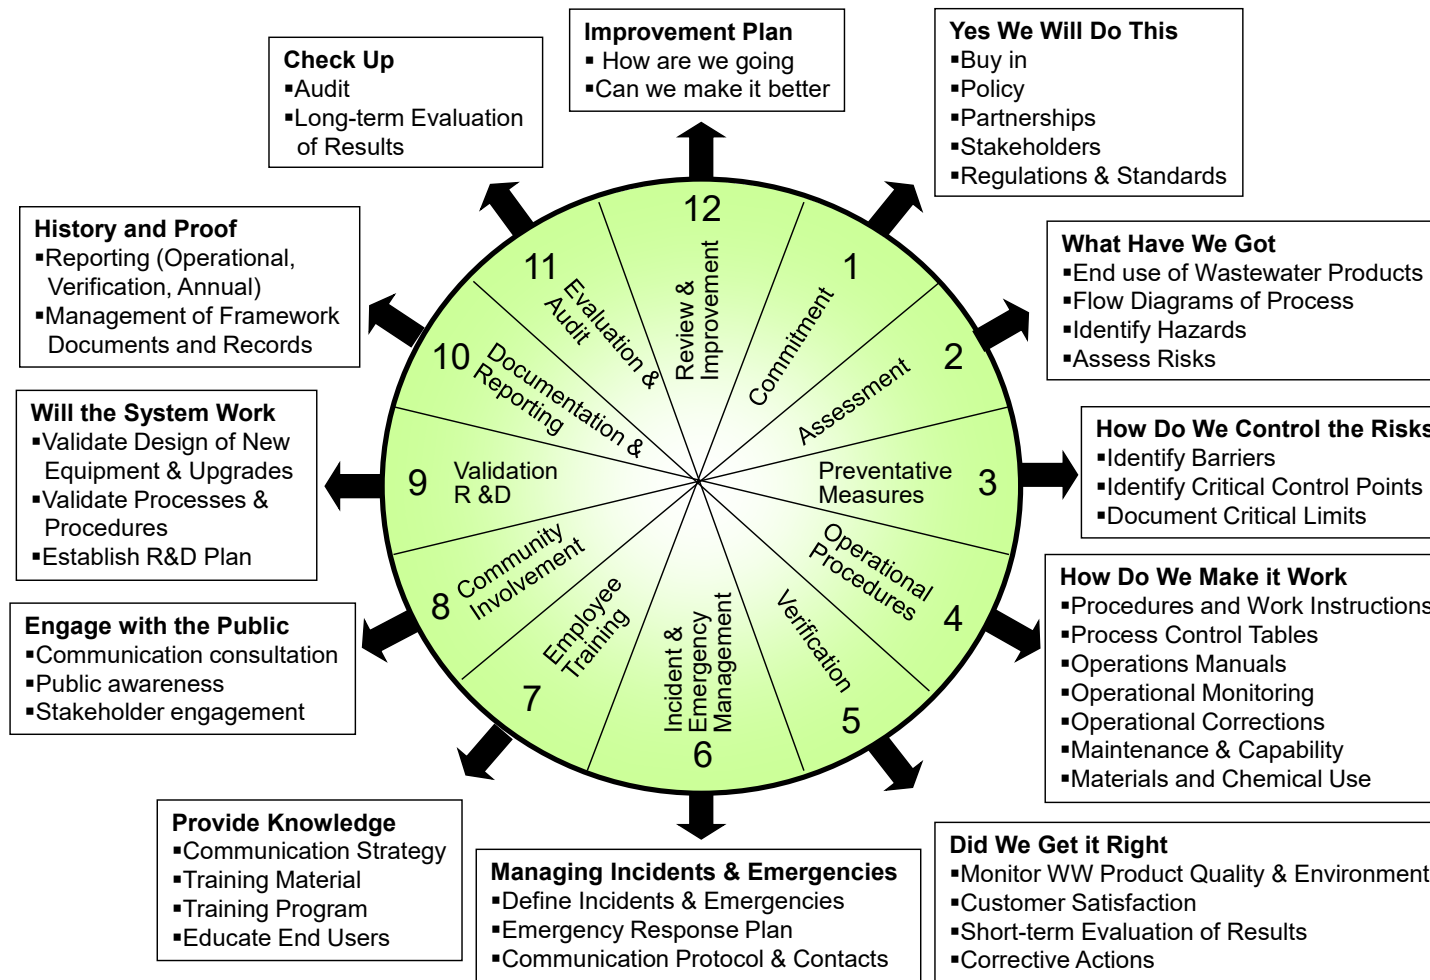 Improvement Plan
▪ How are we going
▪Can we make it better
Yes We Will Do This
▪Buy in
▪Policy
▪Partnerships
▪Stakeholders
▪Regulations & Standards
What Have We Got
▪End use of Wastewater Products
▪Flow Diagrams of Process
▪Identify Hazards
▪Assess Risks
How Do We Control the Risks
▪Identify Barriers
▪Identify Critical Control Points
▪Document Critical Limits
How Do We Make it Work
▪Procedures and Work Instructions
▪Process Control Tables
▪Operations Manuals
▪Operational Monitoring
▪Operational Corrections
▪Maintenance & Capability
▪Materials and Chemical Use
Did We Get it Right
▪Monitor WW Product Quality & Environment
▪Customer Satisfaction
▪Short-term Evaluation of Results
▪Corrective Actions
Managing Incidents & Emergencies
▪Define Incidents & Emergencies
▪Emergency Response Plan
▪Communication Protocol & Contacts
Provide Knowledge
▪Communication Strategy
▪Training Material
▪Training Program
▪Educate End Users
Engage with the Public
▪Communication consultation
▪Public awareness
▪Stakeholder engagement
Will the System Work
▪Validate Design of New
Equipment & Upgrades
▪Validate Processes &
Procedures
▪Establish R&D Plan
History and Proof
▪Reporting (Operational,
Verification, Annual)
▪Management of Framework
Documents and Records
Check Up
▪Audit
▪Long-term Evaluation
of Results
12
Review &
Improvement
1
Commitment
2
Assessment
3
Preventative
Measures
4
Operational
Procedures
5
Verification
6
Incident &
Emergency
Management
7
Employee
Training
8
Community
Involvement
9
Validation
R &D
10
Documentation &
Reporting
11
Evaluation &
Audit